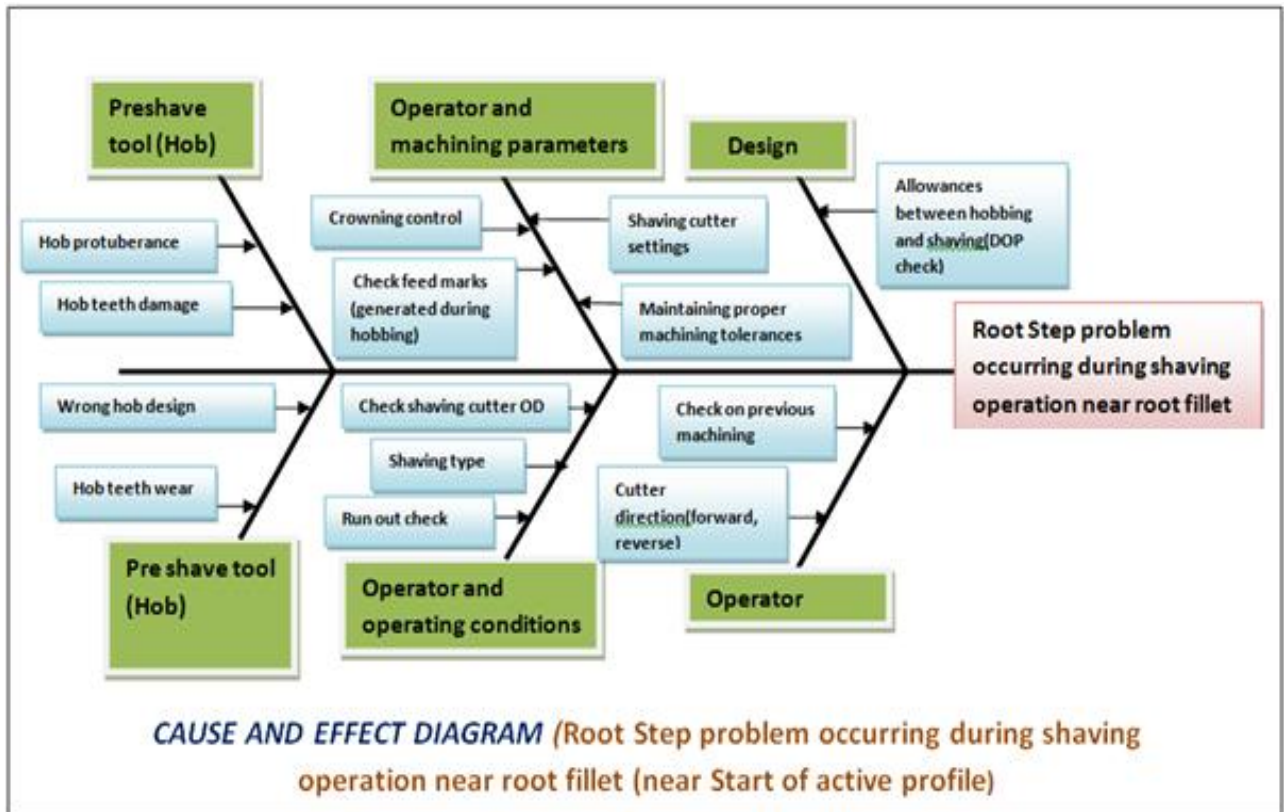 Preshave
tool (Hob)
Operator and
machining parameters
Design
Allowances
between hobbing
and shaving(DOP
check)
Crowning control
Shaving cutter
settings
Hob protuberance
Check feed marks
(generated during
hobbing)
Hob teeth damage
Maintaining proper
machining tolerances
Root Step problem
occurring during shaving
operation near root fillet
Wrong hob design
Check shaving cutter OD
Check on previous
machining
Shaving type
Hob teeth wear
Cutter
direction(forward,
reverse)
Run out check
Pre shave tool
(Hob)
Operator and
operating conditions
Operator
CAUSE AND EFFECT DIAGRAM (Root Step problem occurring during shaving
operation near root fillet (near Start of active profile)